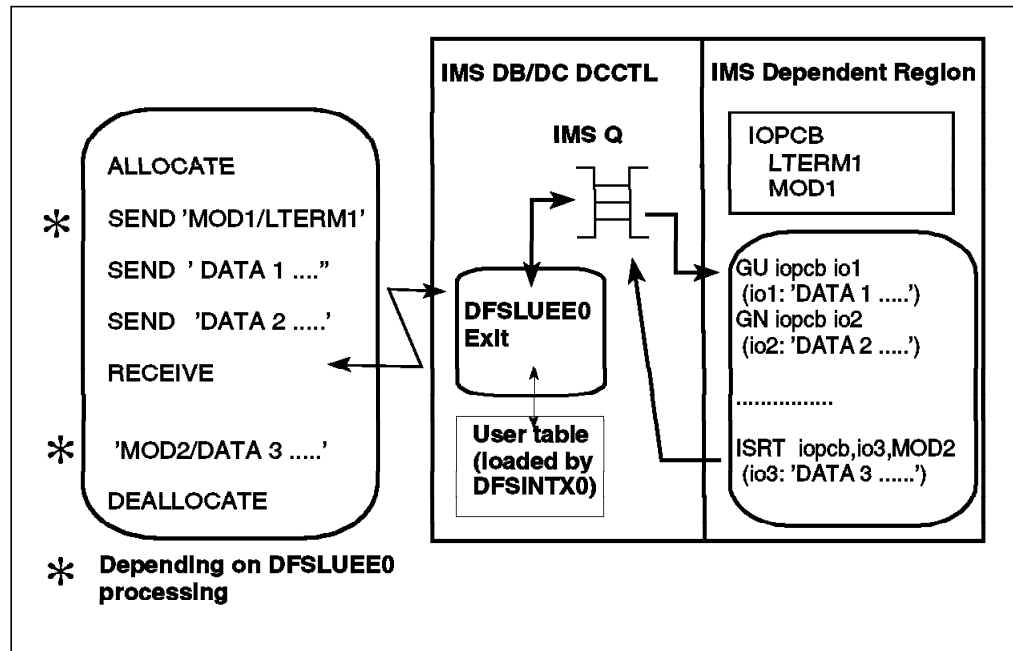 IMS DB/DC DCCTL
IMS Dependent Region
IMS Q
IOPCB
LTERM1
MOD1
ALLOCATE
* SEND 'MOD1/LTERM1'
SEND ' DATA 1 ...."
SEND 'DATA 2 .....'
RECEIVE
* 'MOD2/DATA 3 .....'
DEALLOCATE
DFSLUEE0
Exit
User table
(loaded by
DFSINTX0)
GU iopcb io1
(io1: 'DATA 1 .....')
GN iopcb io2
(io2: 'DATA 2 .....')
................
ISRT iopcb,io3,MOD2
(io3: 'DATA 3 ......')
* Depending on DFSLUEE0
processing